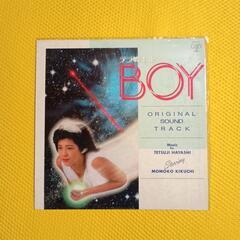 BOY
ORIGINAL
SOUND
TRACK
Music
by
TETSUJI HAYASHI
Starring
MOMOKO KIKUCHI